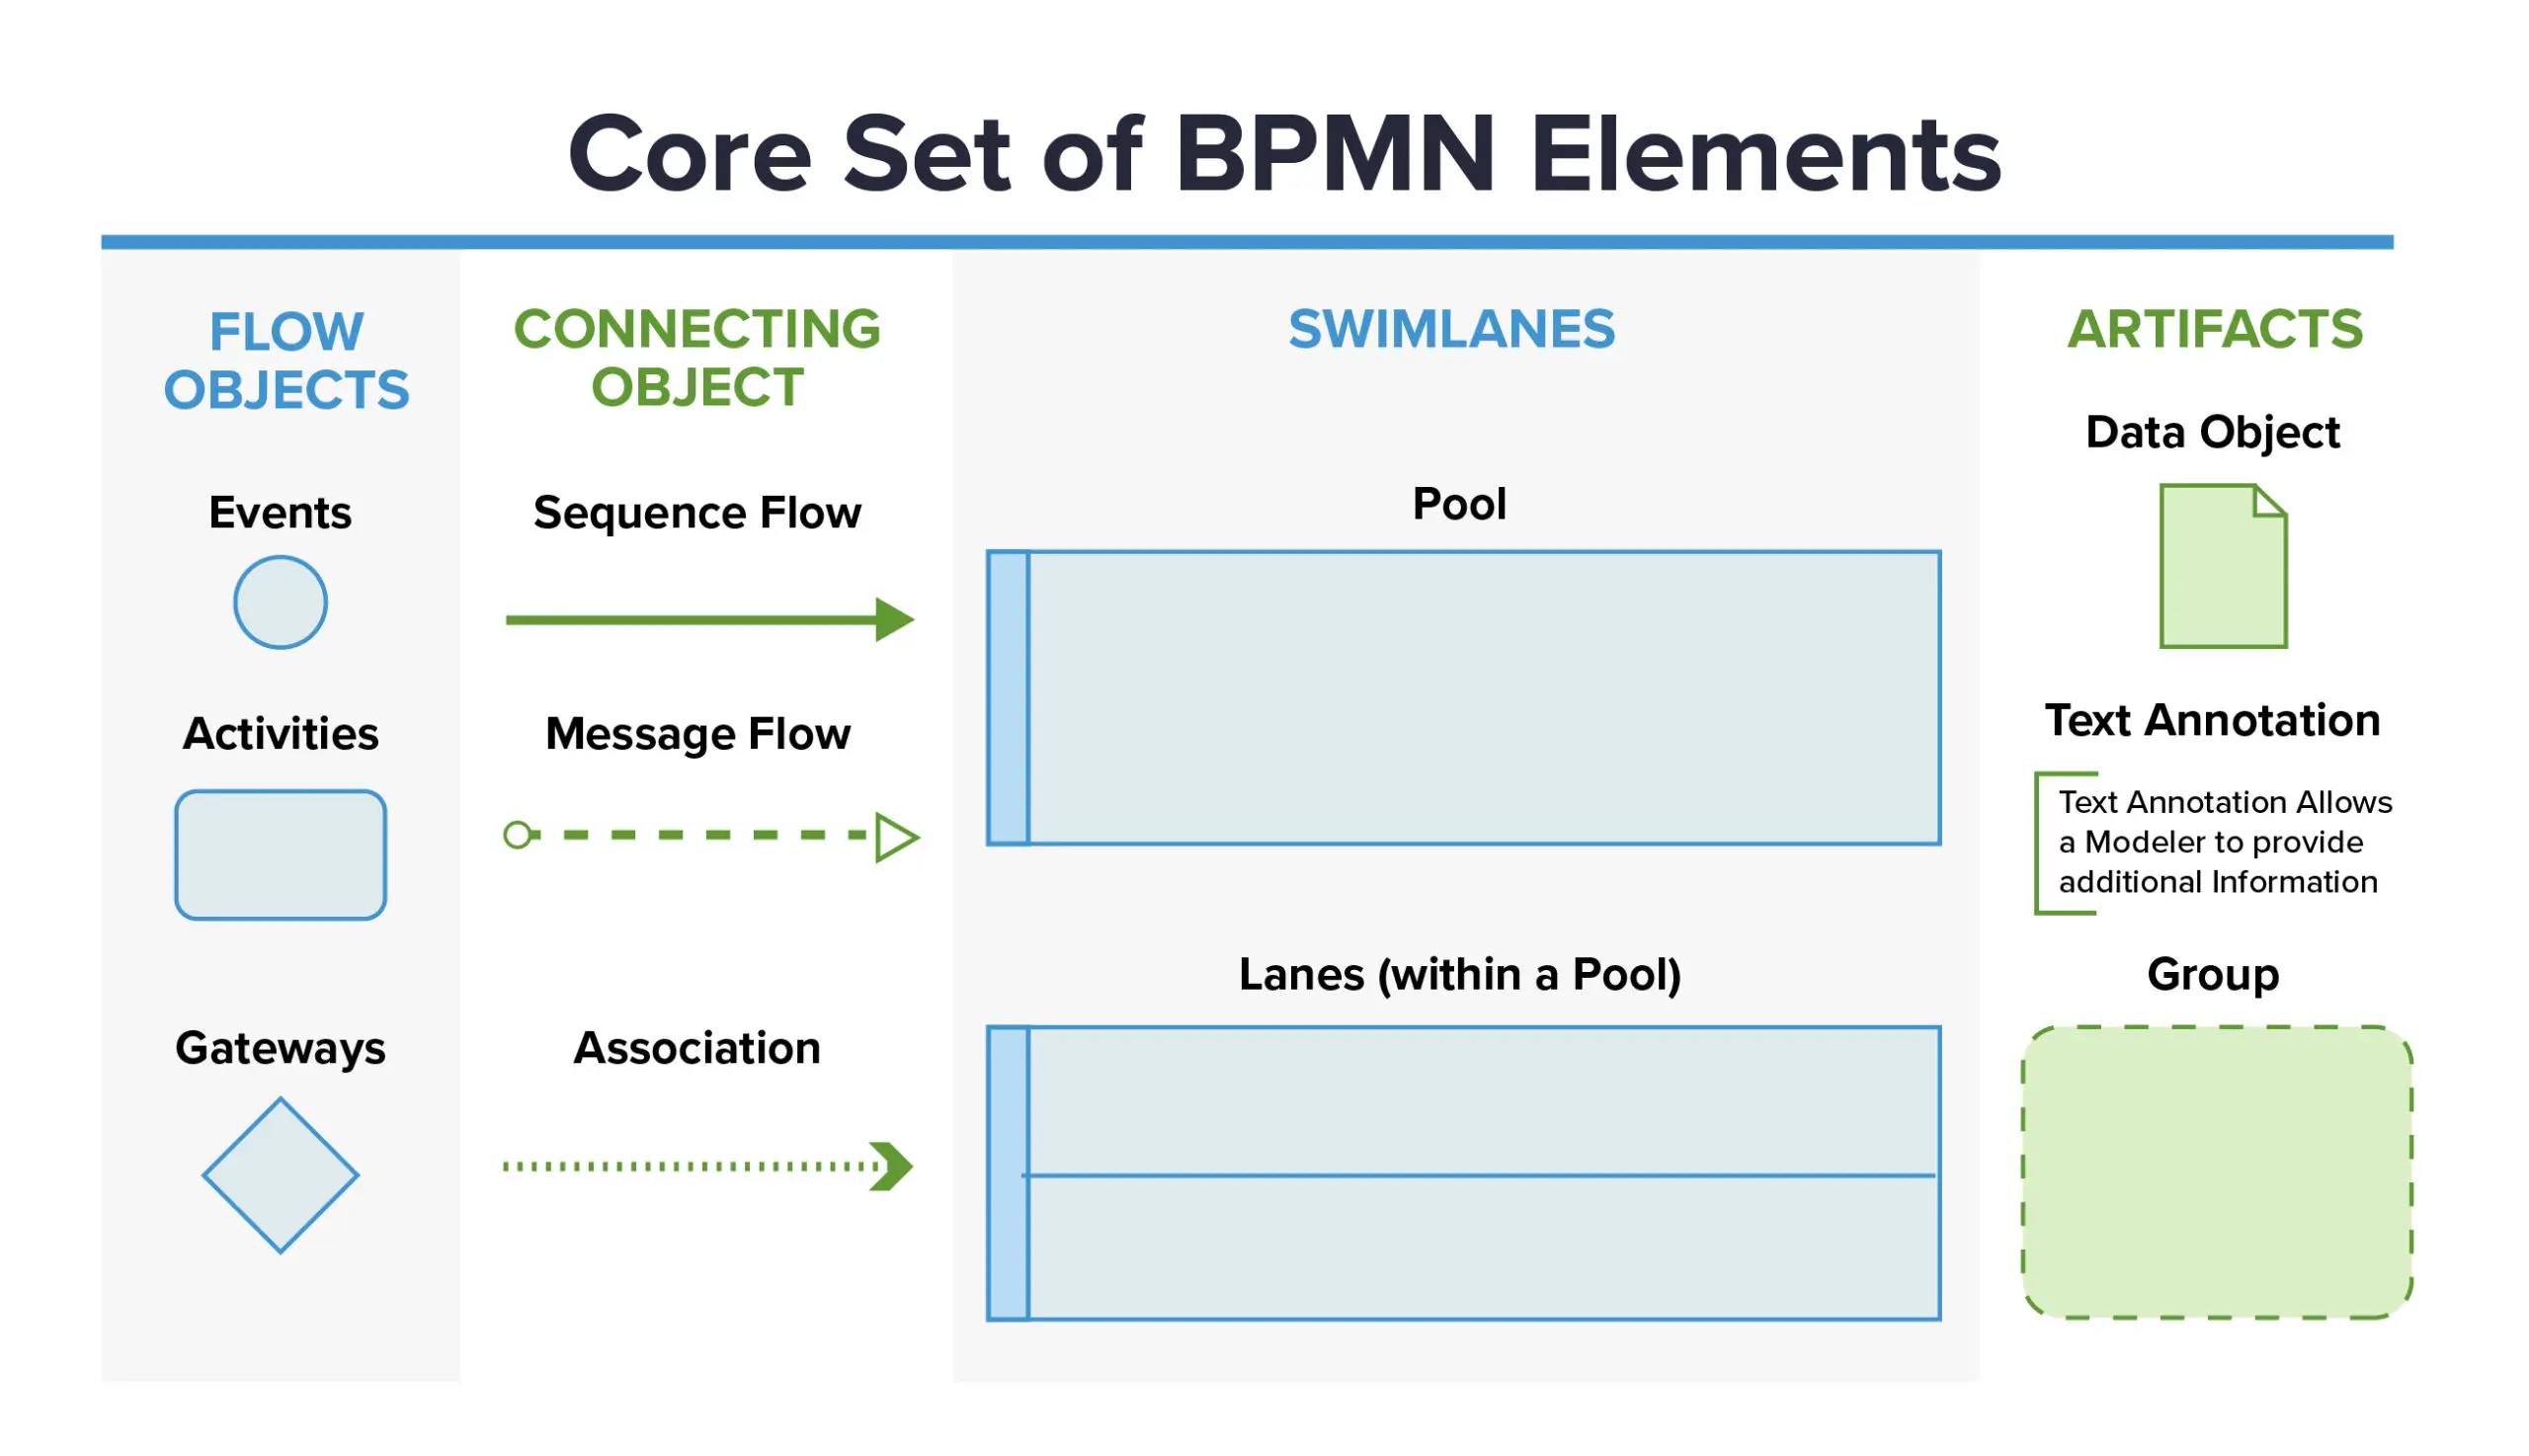 Core Set of BPMN Elements
FLOW
OBJECTS
Events
Activities
Gateways
CONNECTING
OBJECT
Sequence Flow
Message Flow
Association
SWIMLANES
Pool
Lanes (within a Pool)
ARTIFACTS
Data Object
Text Annotation
Text Annotation Allows
a Modeler to provide
additional Information
Group